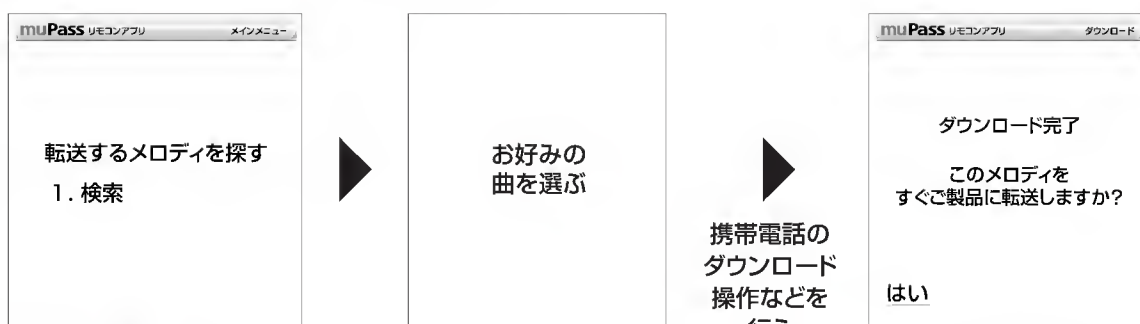 muPass リモコンアプリ メインメニュー
転送するメロディを探す
1. 検索
お好みの
曲を選ぶ
携帯電話の
ダウンロード
操作などを
muPass リモコンアプリ ダウンロード
ダウンロード完了
このメロディを
すぐご製品に転送しますか?
はい